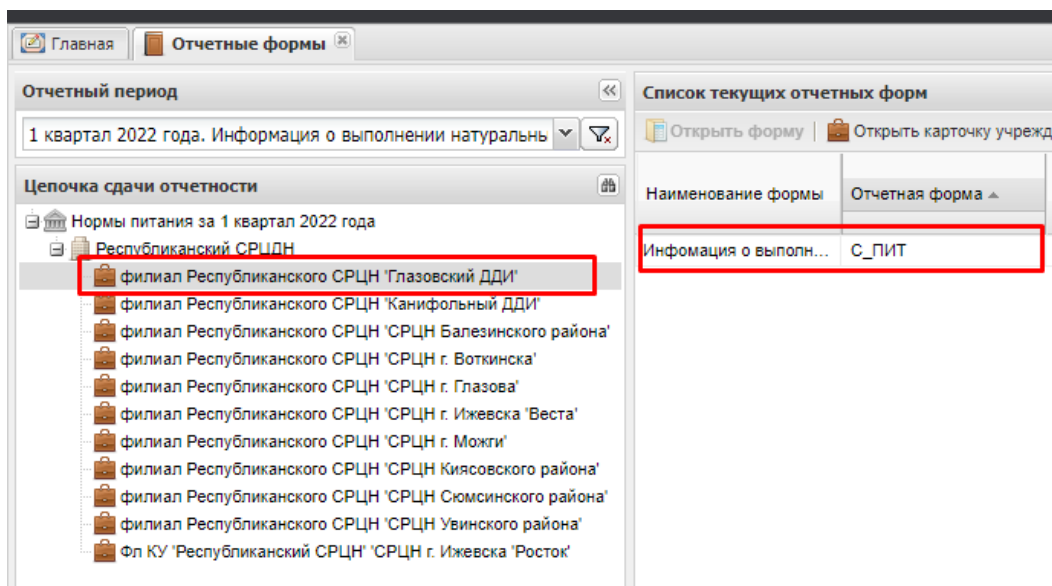 Главная
Отчетные формы
Отчетный период
1 квартал 2022 года. Информация о выполнении натуральнь
Цепочка сдачи отчетности
Нормы питания за 1 квартал 2022 года
Республиканский СРЦДН
филиал Республиканского СРЦН 'Глазовский ДДИ'
филиал Республиканского СРЦН 'Канифольный ДДИ'
филиал Республиканского СРЦН 'СРЦН Балезинского района'
филиал Республиканского СРЦН 'СРЦН г. Воткинска'
филиал Республиканского СРЦН 'СРЦН г. Глазова'
филиал Республиканского СРЦН 'СРЦН г. Ижевска 'Веста'
филиал Республиканского СРЦН 'СРЦН г. Можги'
филиал Республиканского СРЦН 'СРЦН Киясовского района'
филиал Республиканского СРЦН 'СРЦН Сюмсинского района'
филиал Республиканского СРЦН 'СРЦН Увинского района'
Фл КУ 'Республиканский СРЦН' 'СРЦН г. Ижевска 'Росток'
Список текущих отчетных форм
Открыть форму | Открыть карточку учрежд
Наименование формы Отчетная форма
Инфомация о выполн... С_ПИТ